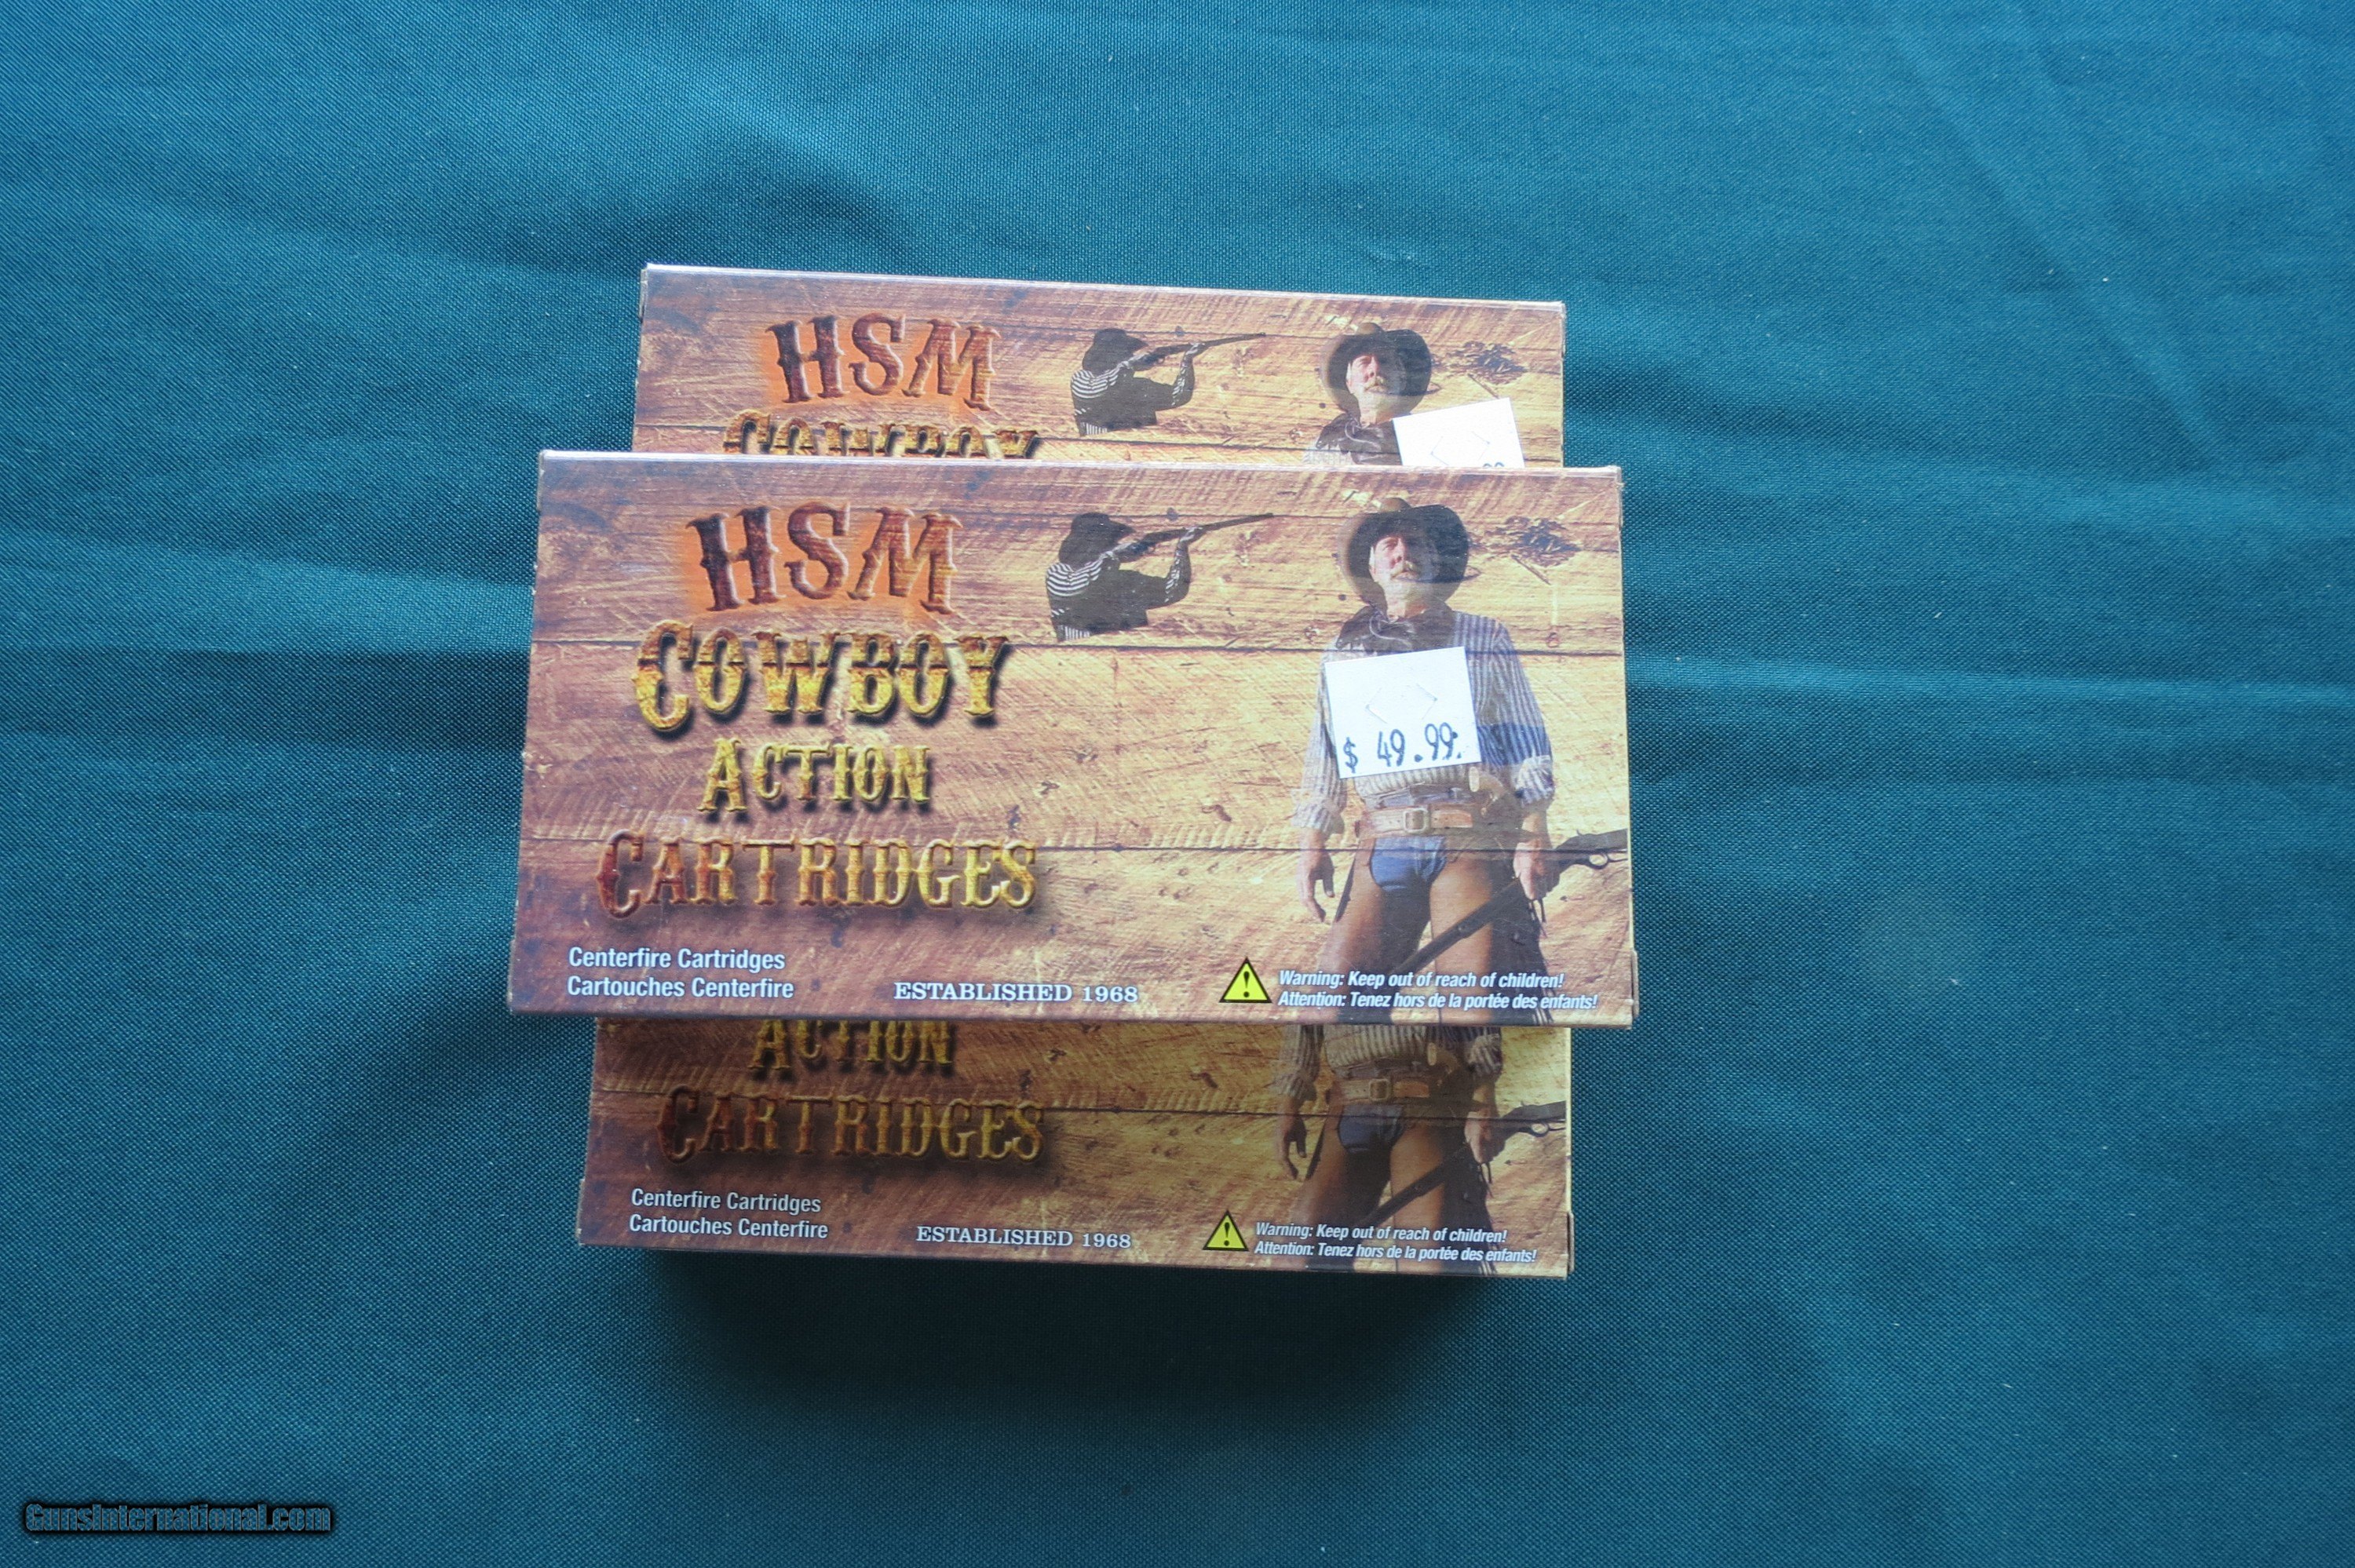 HSM
COWBOY
HSM
COWBOY
ACTION
CARTRIDGES
$ 49.99
Centerfire Cartridges
Cartouches Centerfire
ESTABLISHED 1968
Warning: Keep out of reach of children!
Attention: Tenez hors de la portée des enfants!
ACTION
CARTRIDGES
Centerfire Cartridges
Cartouches Centerfire
ESTABLISHED 1968
Warning: Keep out of reach of children!
Attention: Tenez hors de la portée des enfants!
GunsInternational.com